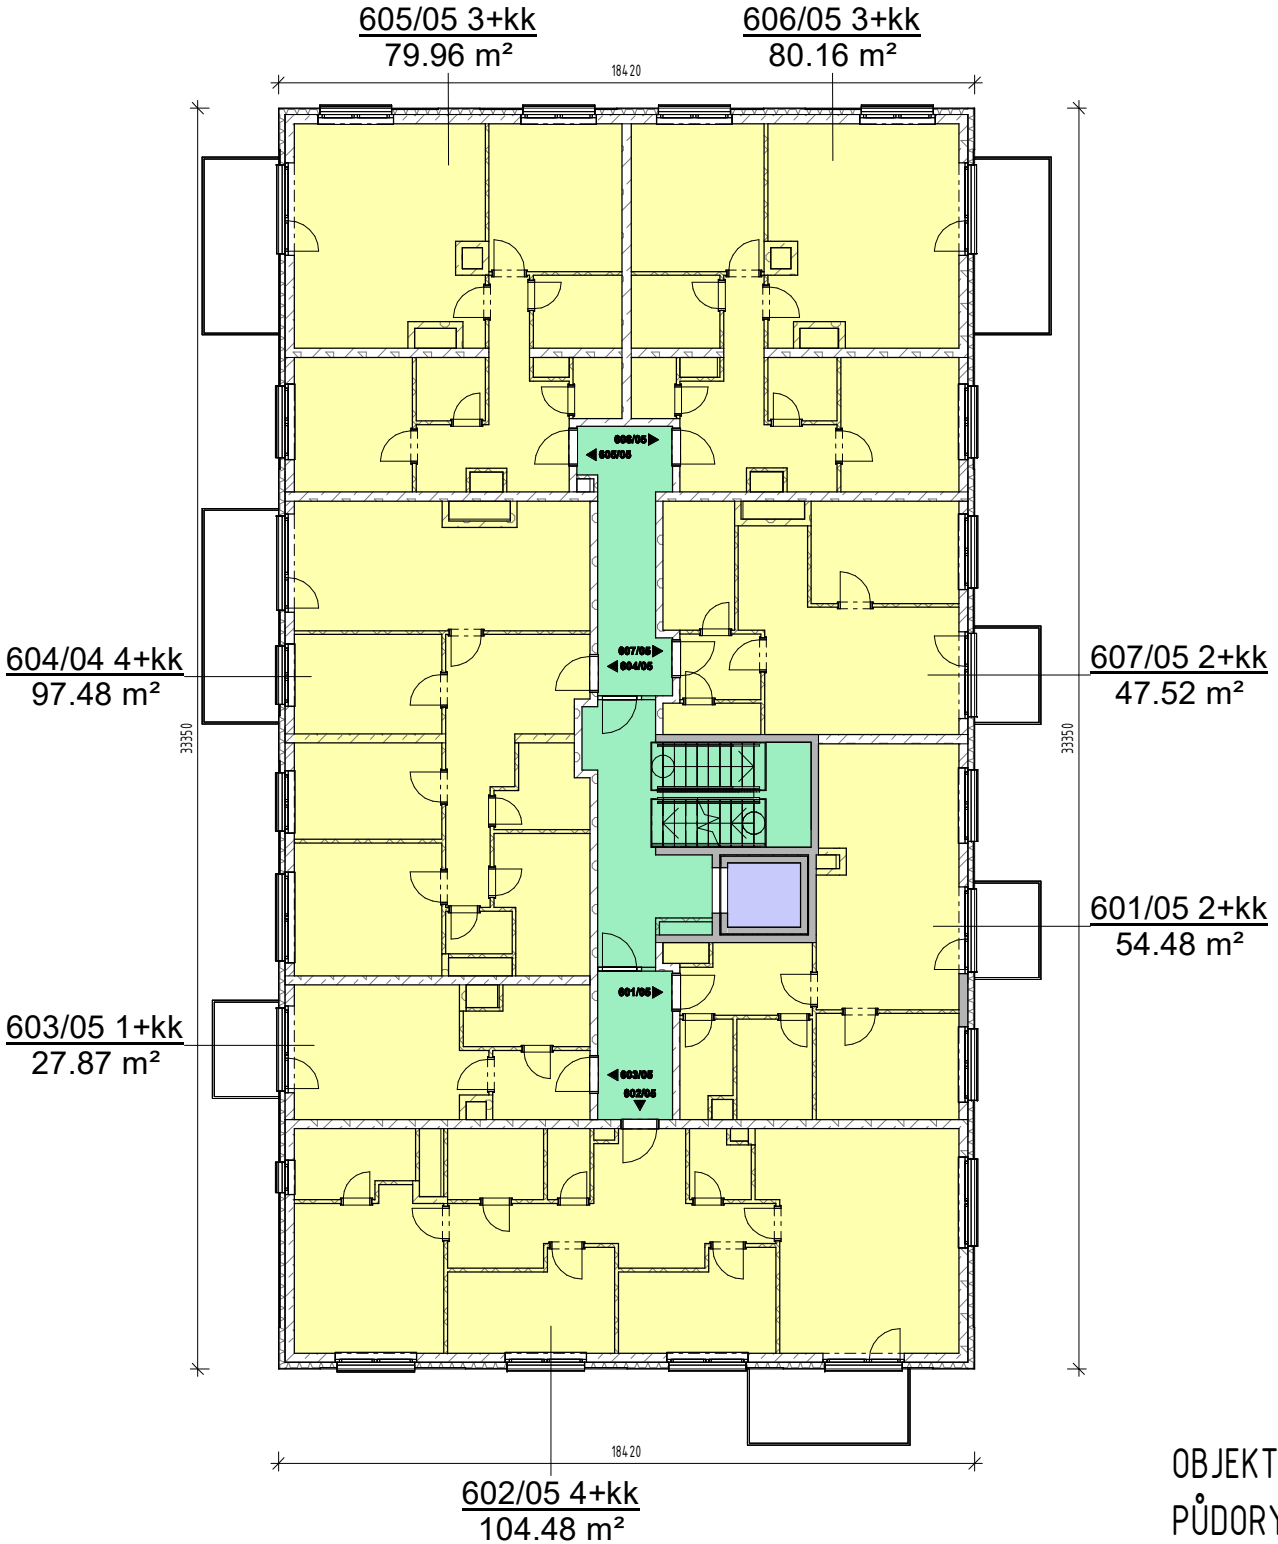 605/05 3+kk
79.96 m²
606/05 3+kk
80.16 m²
18420
606/05
605/05
607/05
604/05
604/04 4+kk
97.48 m²
607/05 2+kk
47.52 m²
33350
33350
601/05 2+kk
54.48 m²
601/05
603/05 1+kk
27.87 m²
603/05
602/05
18420
602/05 4+kk
104.48 m²
OBJEKT
PŮDORY